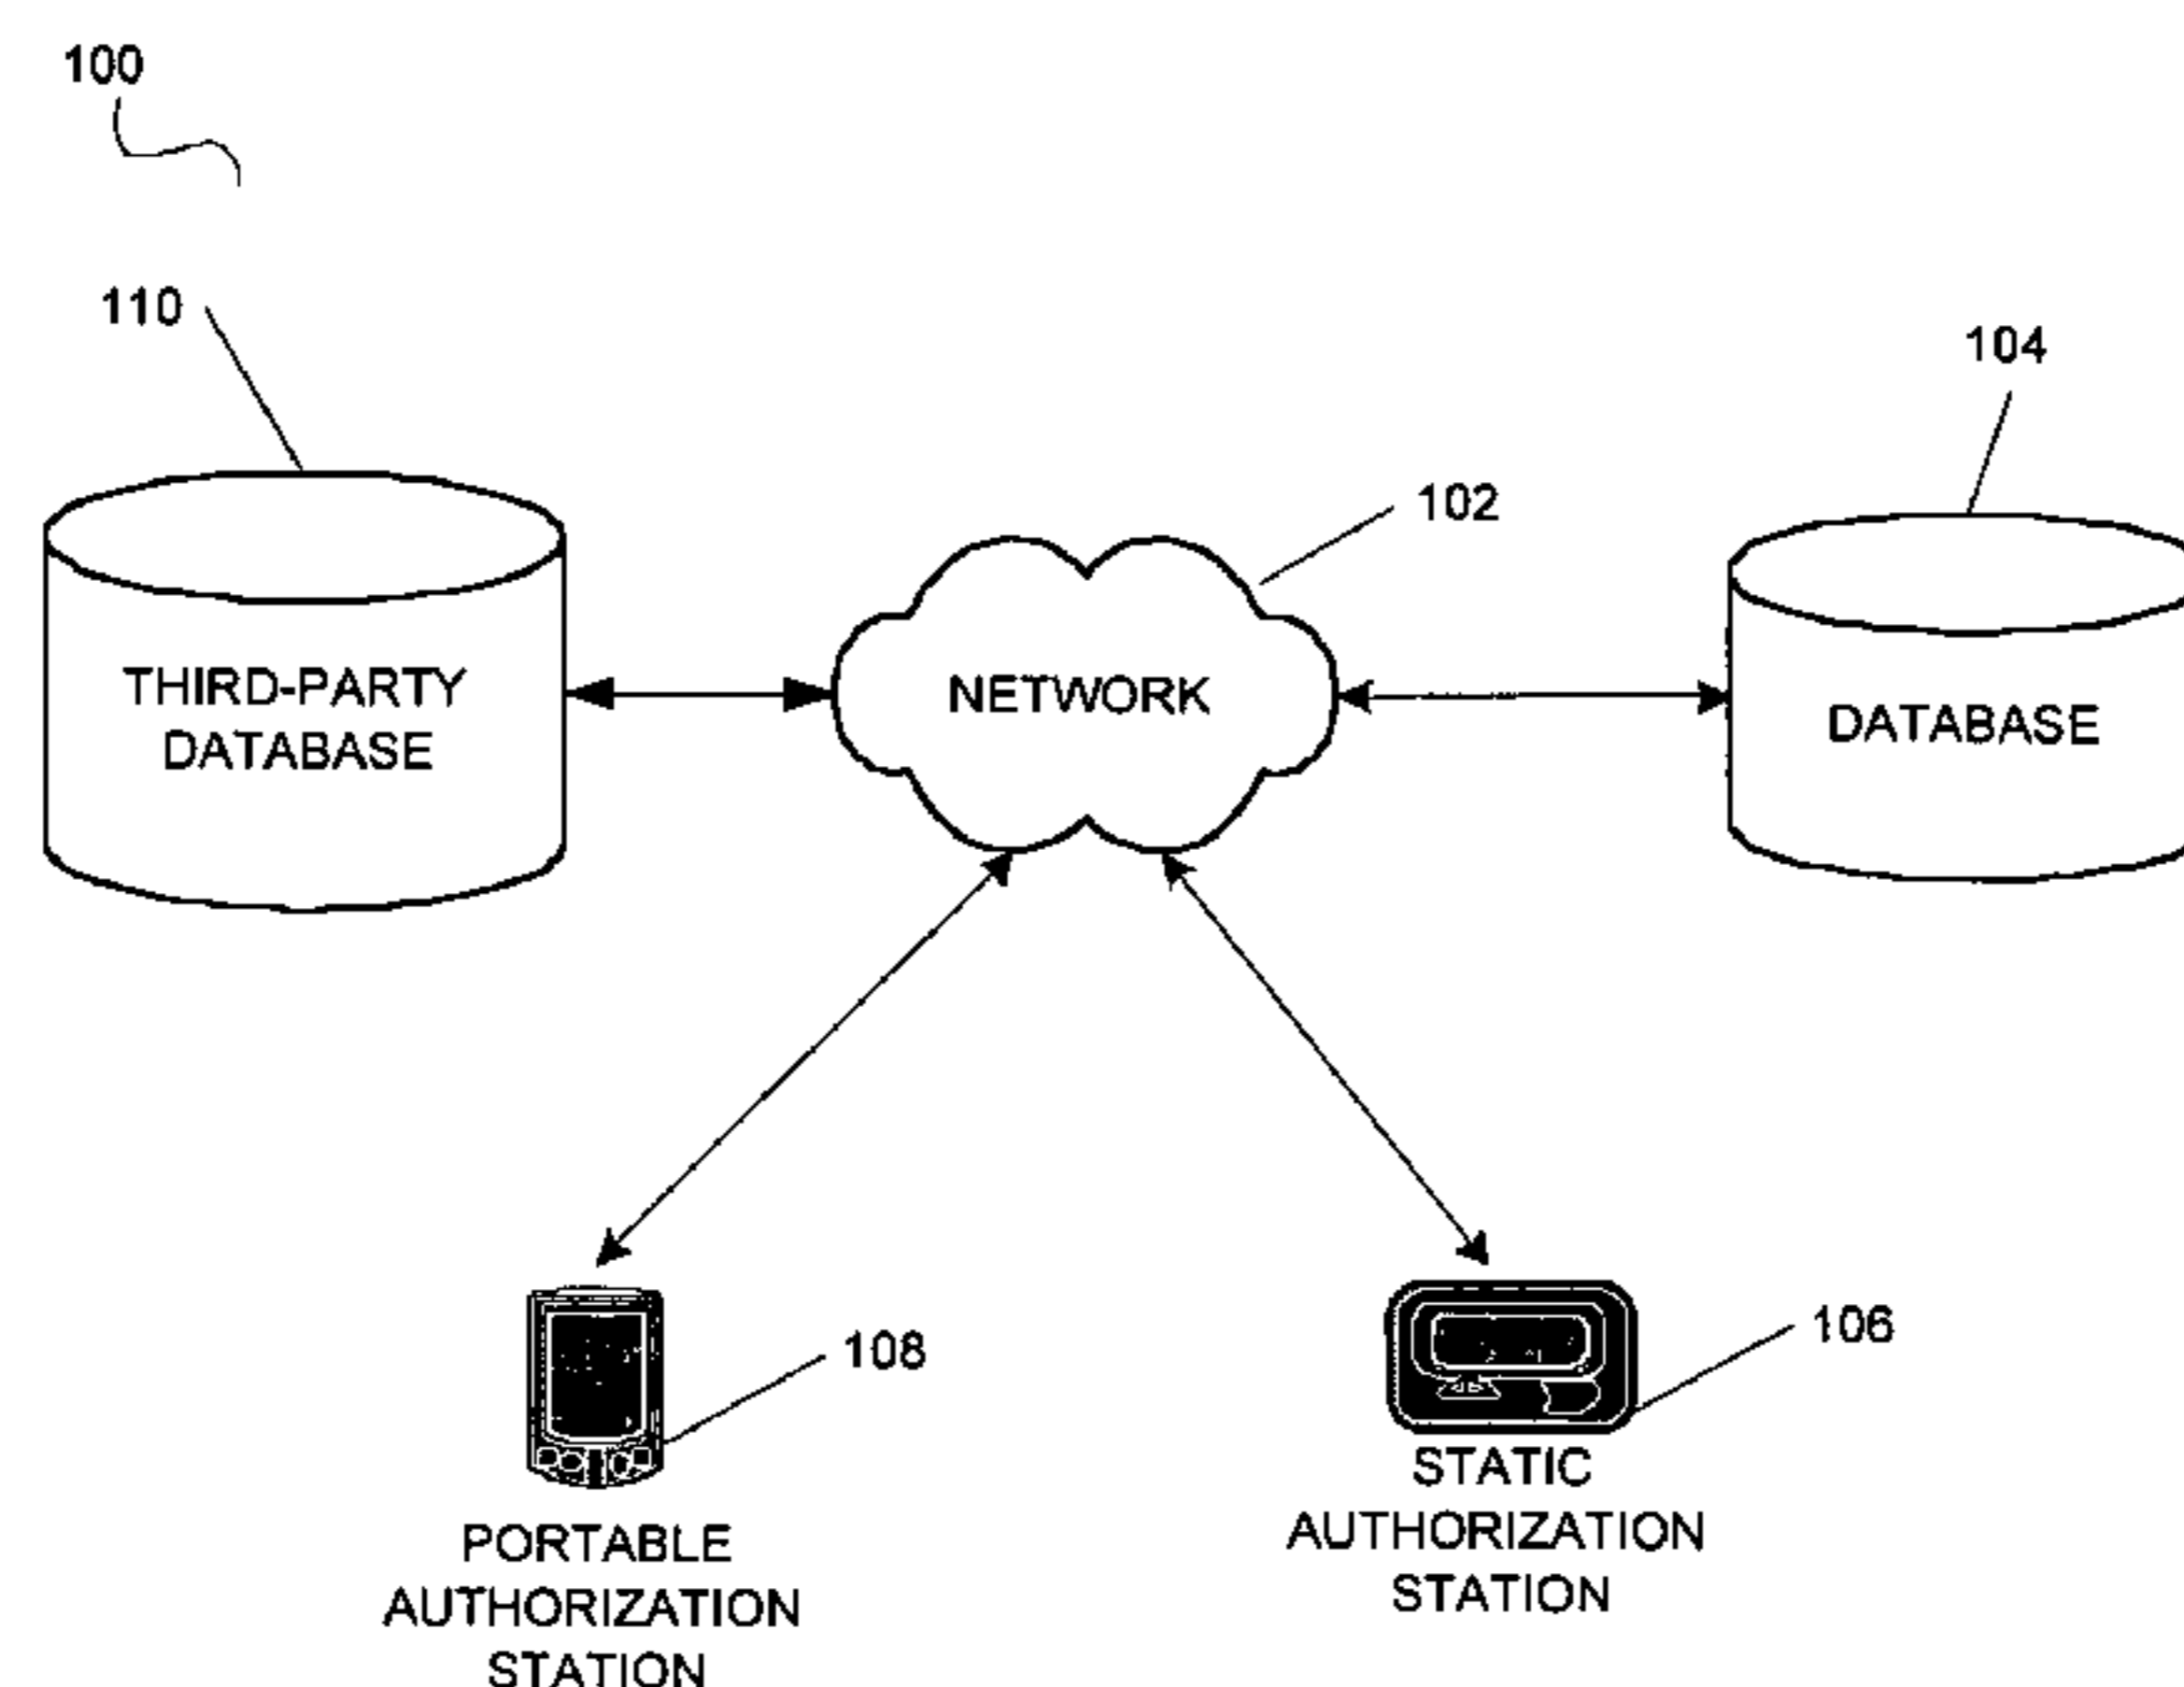 100
110
104
102
THIRD-PARTY
DATABASE
NETWORK
DATABASE
108
106
PORTABLE
AUTHORIZATION
STATION
STATIC
AUTHORIZATION
STATION